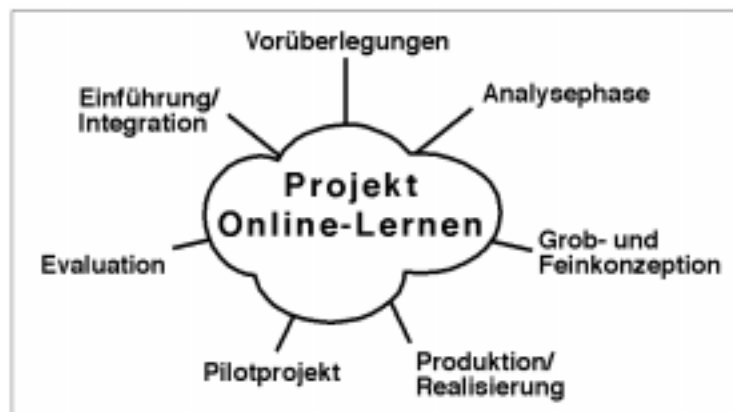 Vorüberlegungen
Analysephase
Einführung/
Integration
Projekt
Online-Lernen
Grob- und
Feinkonzeption
Evaluation
Produktion/
Realisierung
Pilotprojekt